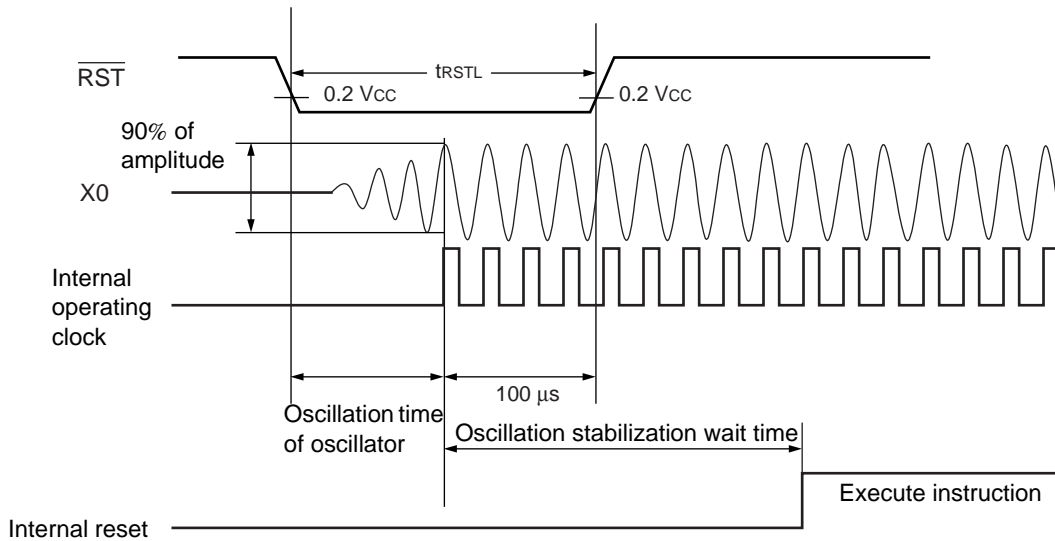 RST
tRSTL
0.2 VCC
0.2 VCC
90% of
amplitude
X0
Internal
operating
clock
100 μs
Oscillation time
of oscillator
Oscillation stabilization wait time
Execute instruction
Internal reset